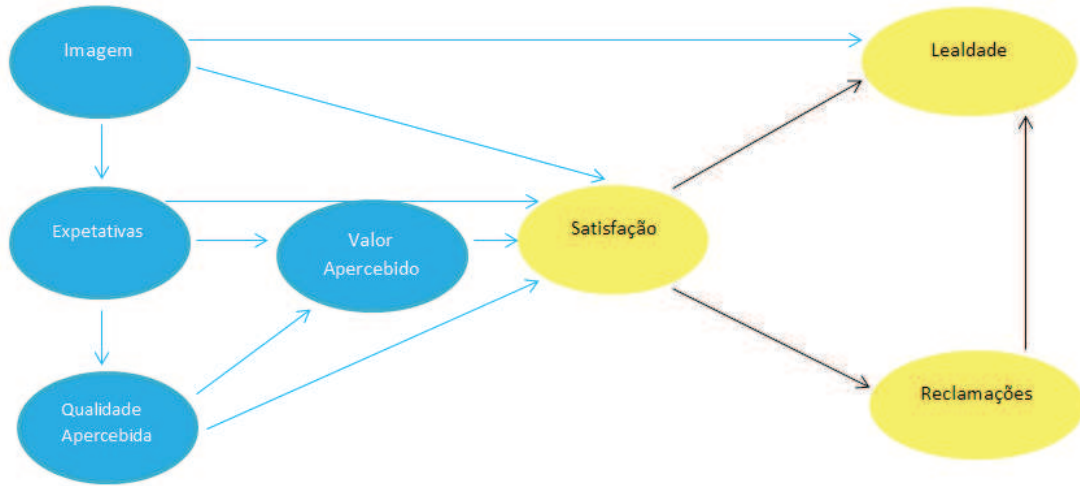 Imagem
Lealdade
Expetativas
Valor
Apercebido
Satisfação
Qualidade
Apercebida
Reclamações